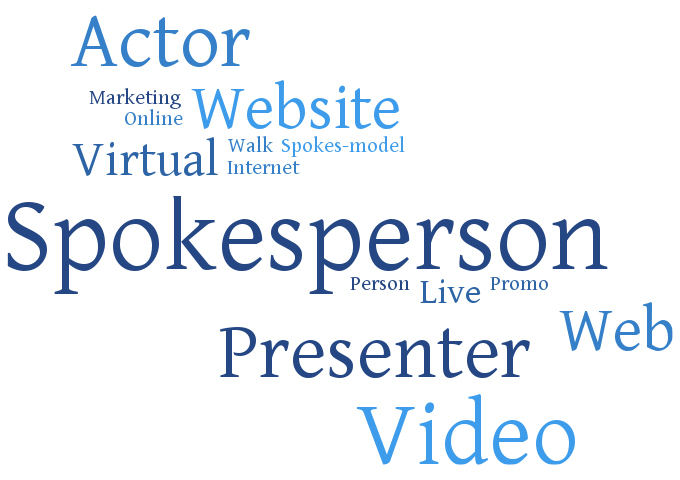 Actor
Marketing
Online
Website
Virtual
Walk Spokes-model
Internet
Spokesperson
Person
Live
Promo
Web
Presenter
Video